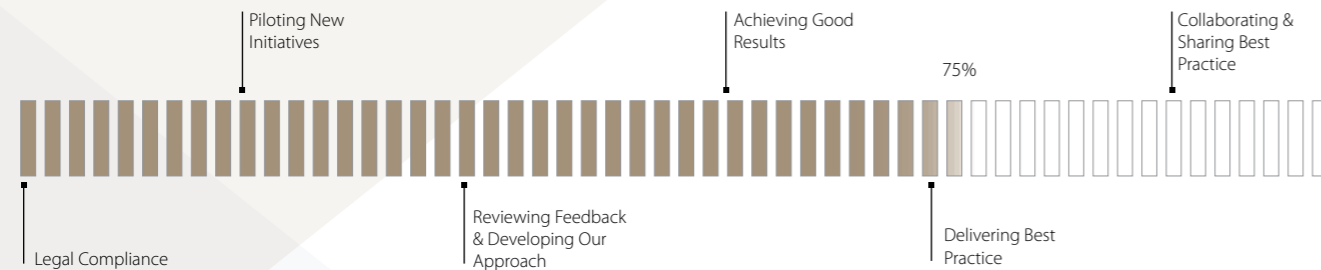 Piloting New
Initiatives
Achieving Good
Results
Collaborating &
Sharing Best
Practice
75%
Legal Compliance
Reviewing Feedback
& Developing Our
Approach
Delivering Best
Practice